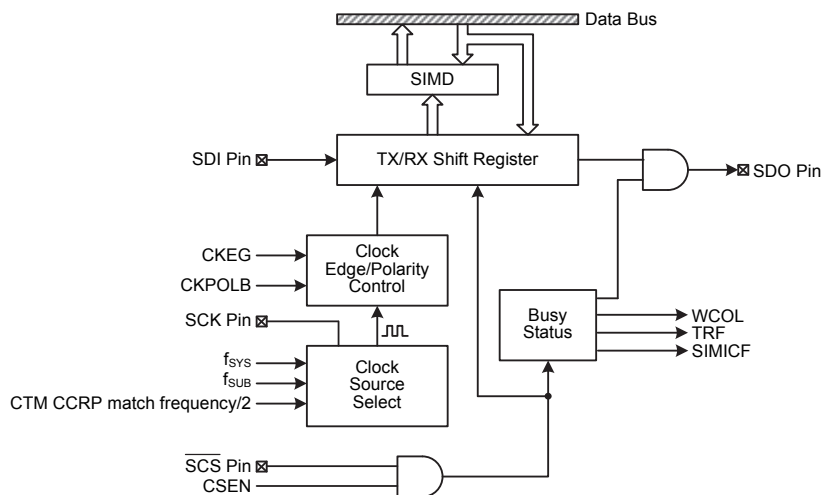 Data Bus
SIMD
SDI Pin
TX/RX Shift Register
SDO Pin
CKEG
CKPOLB
Clock
Edge/Polarity
Control
SCK Pin
Busy
Status
WCOL
TRF
SIMICF
fSYS
fSUB
CTM CCRP match frequency/2
Clock
Source
Select
SCS Pin
CSEN